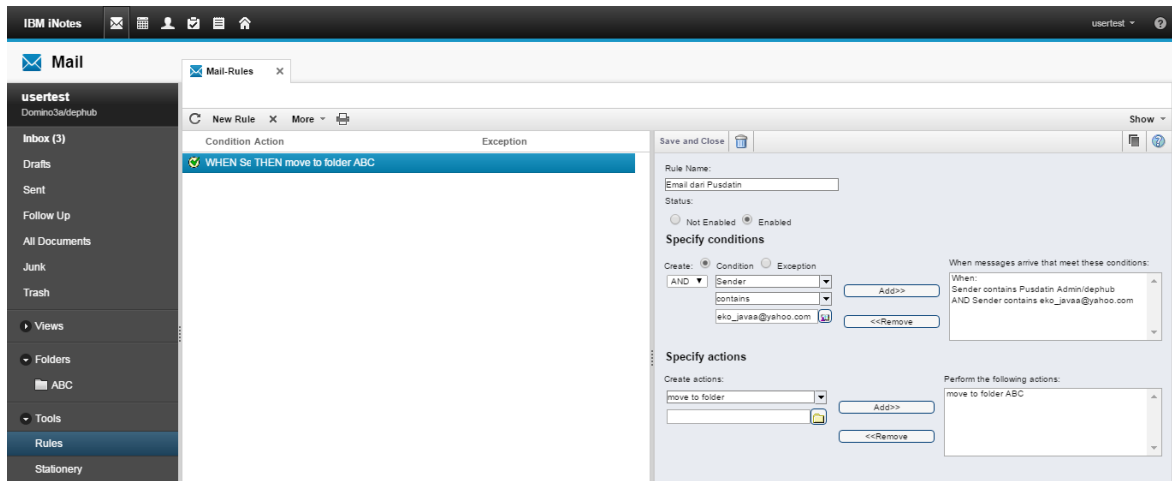 IBM iNotes
usertest
Mail
Mail-Rules X
usertest
Domino3a/dephub
New Rule X More
Show
Inbox (3)
Drafts
Sent
Follow Up
All Documents
Junk
Trash
Views
Folders
ABC
Tools
Rules
Stationery
Condition Action Exception
WHEN Se THEN move to folder ABC
Save and Close
Rule Name:
Email dari Pusdatin
Status:
Not Enabled Enabled
Specify conditions
Create: Condition Exception
AND Sender
contains
eko_javaa@yahoo.com
Add>>
<<Remove
When messages arrive that meet these conditions:
When:
Sender contains Pusdatin Admin/dephub
AND Sender contains eko_javaa@yahoo.com
Specify actions
Create actions:
move to folder
Add>>
<<Remove
Perform the following actions:
move to folder ABC